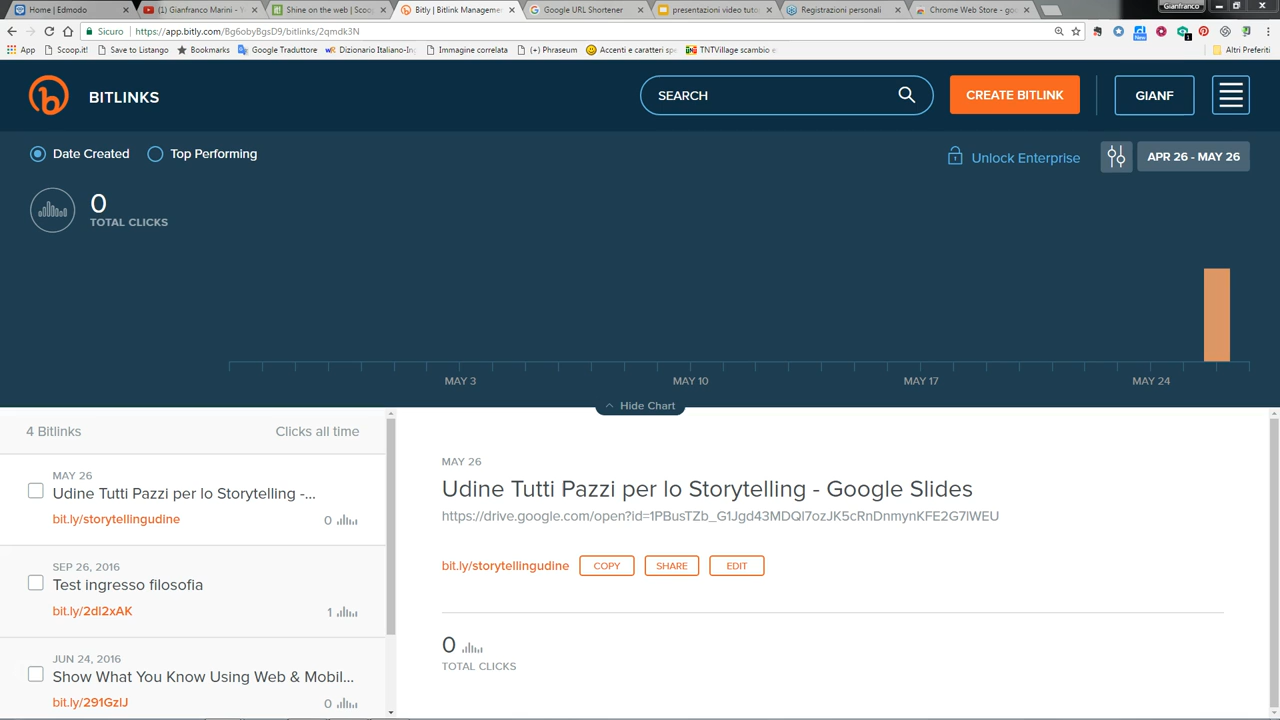 Home | Edmodo
(1) Gianfranco Marini - Y
Shine on the web | Scoo
Bitly | Bitlink Manageme
Google URL Shortener
presentazioni video tuto
Registrazioni personali
Chrome Web Store - goo
Gianfranco
Sicuro
https://app.bitly.com/Bg6obyBgsD9/bitlinks/2qmdk3N
App
Scoop.it!
Save to Listango
Bookmarks
Google Traduttore
Dizionario Italiano-In
Immagine correlata
(+) Phraseum
Accenti e caratteri spe
TNTVillage scambio e
Altri Preferiti
BITLINKS
SEARCH
CREATE BITLINK
GIANF
Date Created
Top Performing
Unlock Enterprise
APR 26 - MAY 26
0
TOTAL CLICKS
MAY 3
MAY 10
MAY 17
MAY 24
Hide Chart
4 Bitlinks
Clicks all time
MAY 26
Udine Tutti Pazzi per lo Storytelling -...
bit.ly/storytellingudine
0
SEP 26, 2016
Test ingresso filosofia
bit.ly/2dl2xAK
1
JUN 24, 2016
Show What You Know Using Web & Mobil...
bit.ly/291GzlJ
0
MAY 26
Udine Tutti Pazzi per lo Storytelling - Google Slides
https://drive.google.com/open?id=1PBusTZb_G1Jgd43MDQl7ozJK5cRnDnmynKFE2G7lWEU
bit.ly/storytellingudine
COPY
SHARE
EDIT
0
TOTAL CLICKS